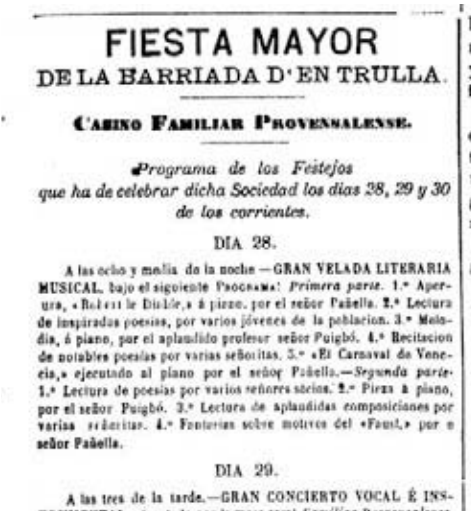 FIESTA MAYOR
DE LA BARRIADA D'EN TRULLA.
CASINO FAMILIAR PROVENSALENSE.
Programa de los Festejos
que ha de celebrar dicha Sociedad los dias 28, 29 y 30
de los corrientes.
DIA 28.
A las ocho y media de la noche—GRAN VELADA LITERARIA
MUSICAL, bajo el siguiente PROGRAMA: Primera parte. 1.º Aper-
tura, «Robert le Diable,» á piano, por el señor Pañella. 2.º Lectura
de inspiradas poesías, por varios jóvenes de la poblacion. 3.º Melo-
día, á piano, por el aplaudido profesor señor Puigbó. 4.º Recitacion
de notables poesías por varias señoritas. 5.º «El Carnaval de Vene-
cia,» ejecutado al piano por el señor Pañella.—Segunda parte-
1.º Lectura de poesías por varios señores socios. 2.º Pieza á piano,
por el señor Puigbó. 3.º Lectura de aplaudidas composiciones por
varias señoritas. 4.º Fantasías sobre motivos del «Faust,» por e
señor Pañella.
DIA 29.
A las tres de la tarde.—GRAN CONCIERTO VOCAL É INS-